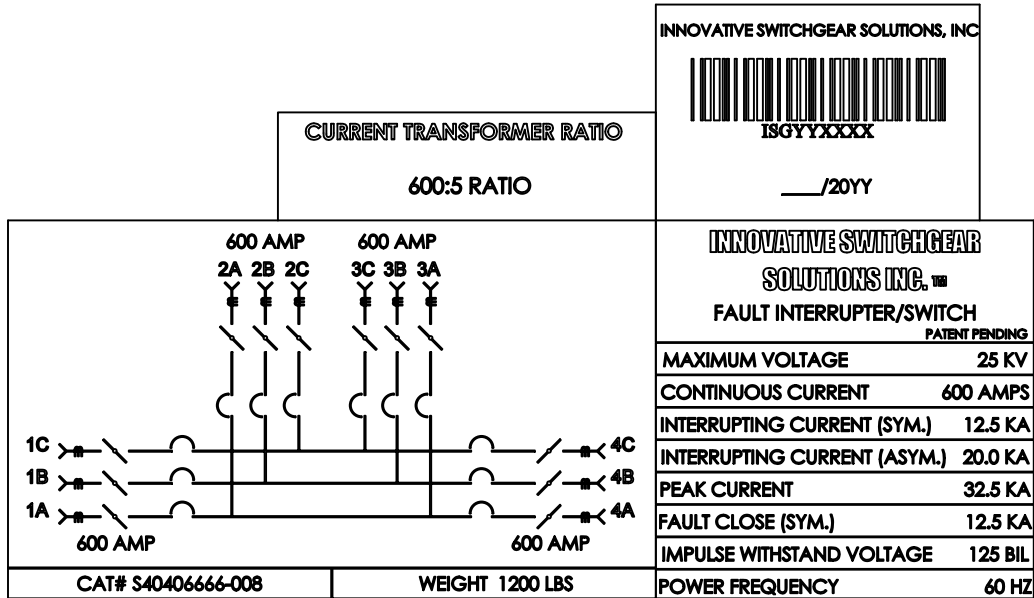 INNOVATIVE SWITCHGEAR SOLUTIONS, INC
ISGYYXXXX
____/20YY
CURRENT TRANSFORMER RATIO
600:5 RATIO
600 AMP 600 AMP
2A 2B 2C 3C 3B 3A
1C 4C
1B 4B
1A 4A
600 AMP 600 AMP
CAT# S40406666-008 WEIGHT 1200 LBS
INNOVATIVE SWITCHGEAR
SOLUTIONS INC. TM
FAULT INTERRUPTER/SWITCH
PATENT PENDING
MAXIMUM VOLTAGE 25 KV
CONTINUOUS CURRENT 600 AMPS
INTERRUPTING CURRENT (SYM.) 12.5 KA
INTERRUPTING CURRENT (ASYM.) 20.0 KA
PEAK CURRENT 32.5 KA
FAULT CLOSE (SYM.) 12.5 KA
IMPULSE WITHSTAND VOLTAGE 125 BIL
POWER FREQUENCY 60 HZ